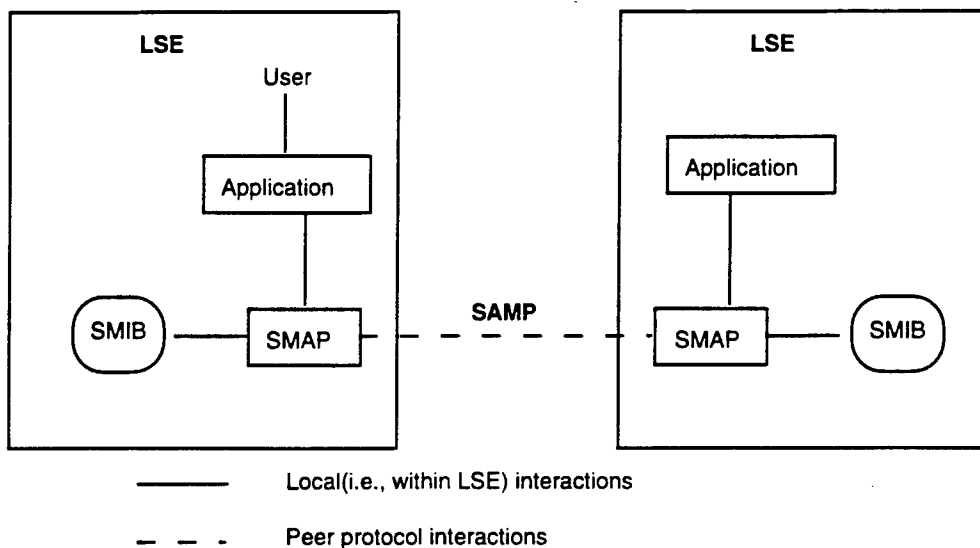 LSE
User
Application
SMIB
SMAP
SAMP
LSE
Application
SMAP
SMIB
Local(i.e., within LSE) interactions
Peer protocol interactions